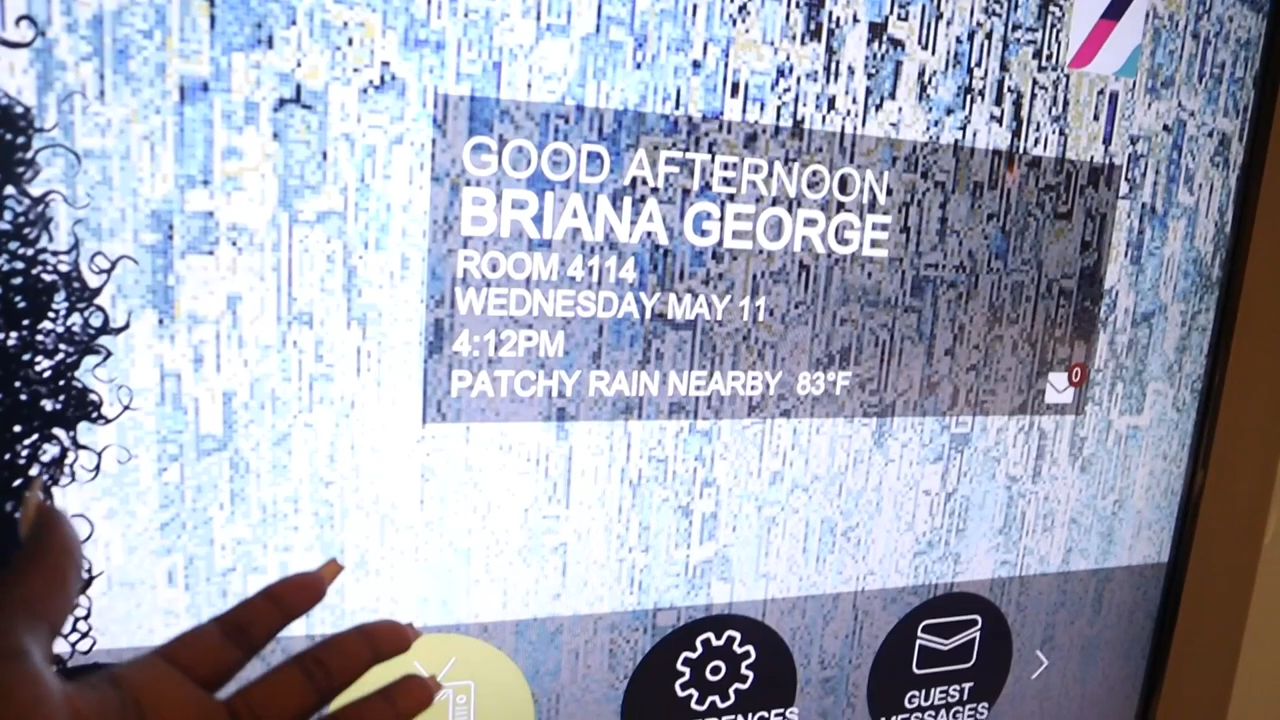 GOOD AFTERNOON
BRIANA GEORGE
ROOM 4114
WEDNESDAY MAY 11
4:12PM
PATCHY RAIN NEARBY 83°F
0
GUEST
MESSAGES